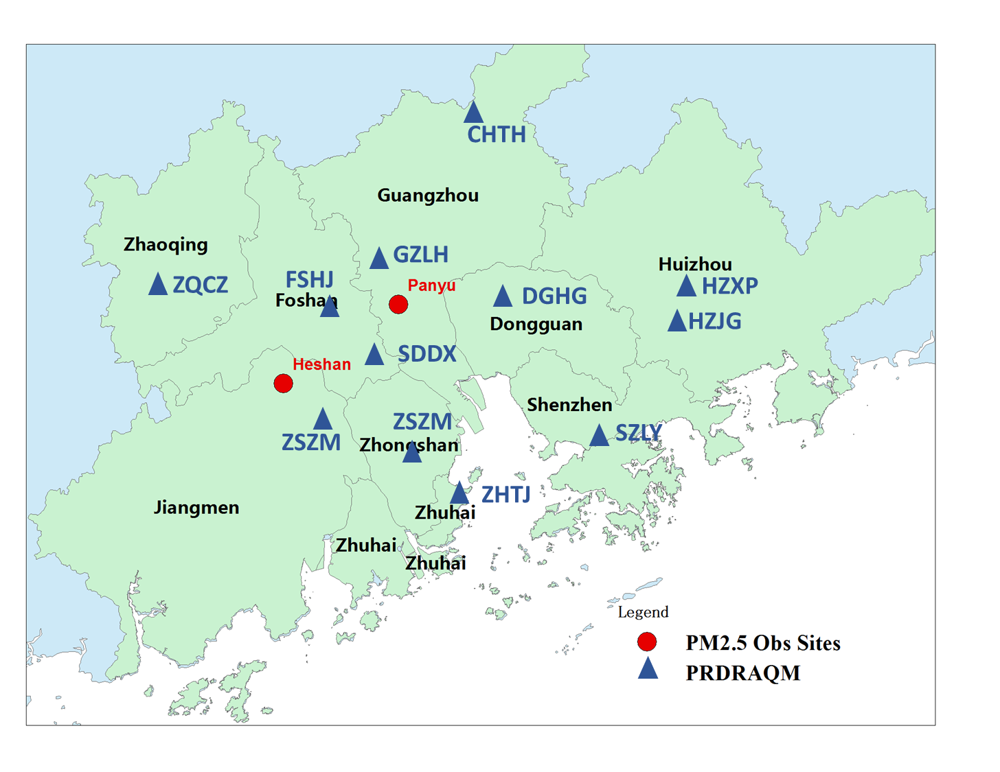 CHTH
Guangzhou
Zhaoqing
GZLH
Huizhou
ZQCZ
FSHJ
Panyu
HZXP
Foshan
DGHG
Dongguan
HZJG
Heshan
SDDX
Shenzhen
ZSZM
SZLY
ZSZM
Zhongshan
ZHTJ
Jiangmen
Zhuhai
Zhuhai
Zhuhai
Legend
PM2.5 Obs Sites
PRDRAQM